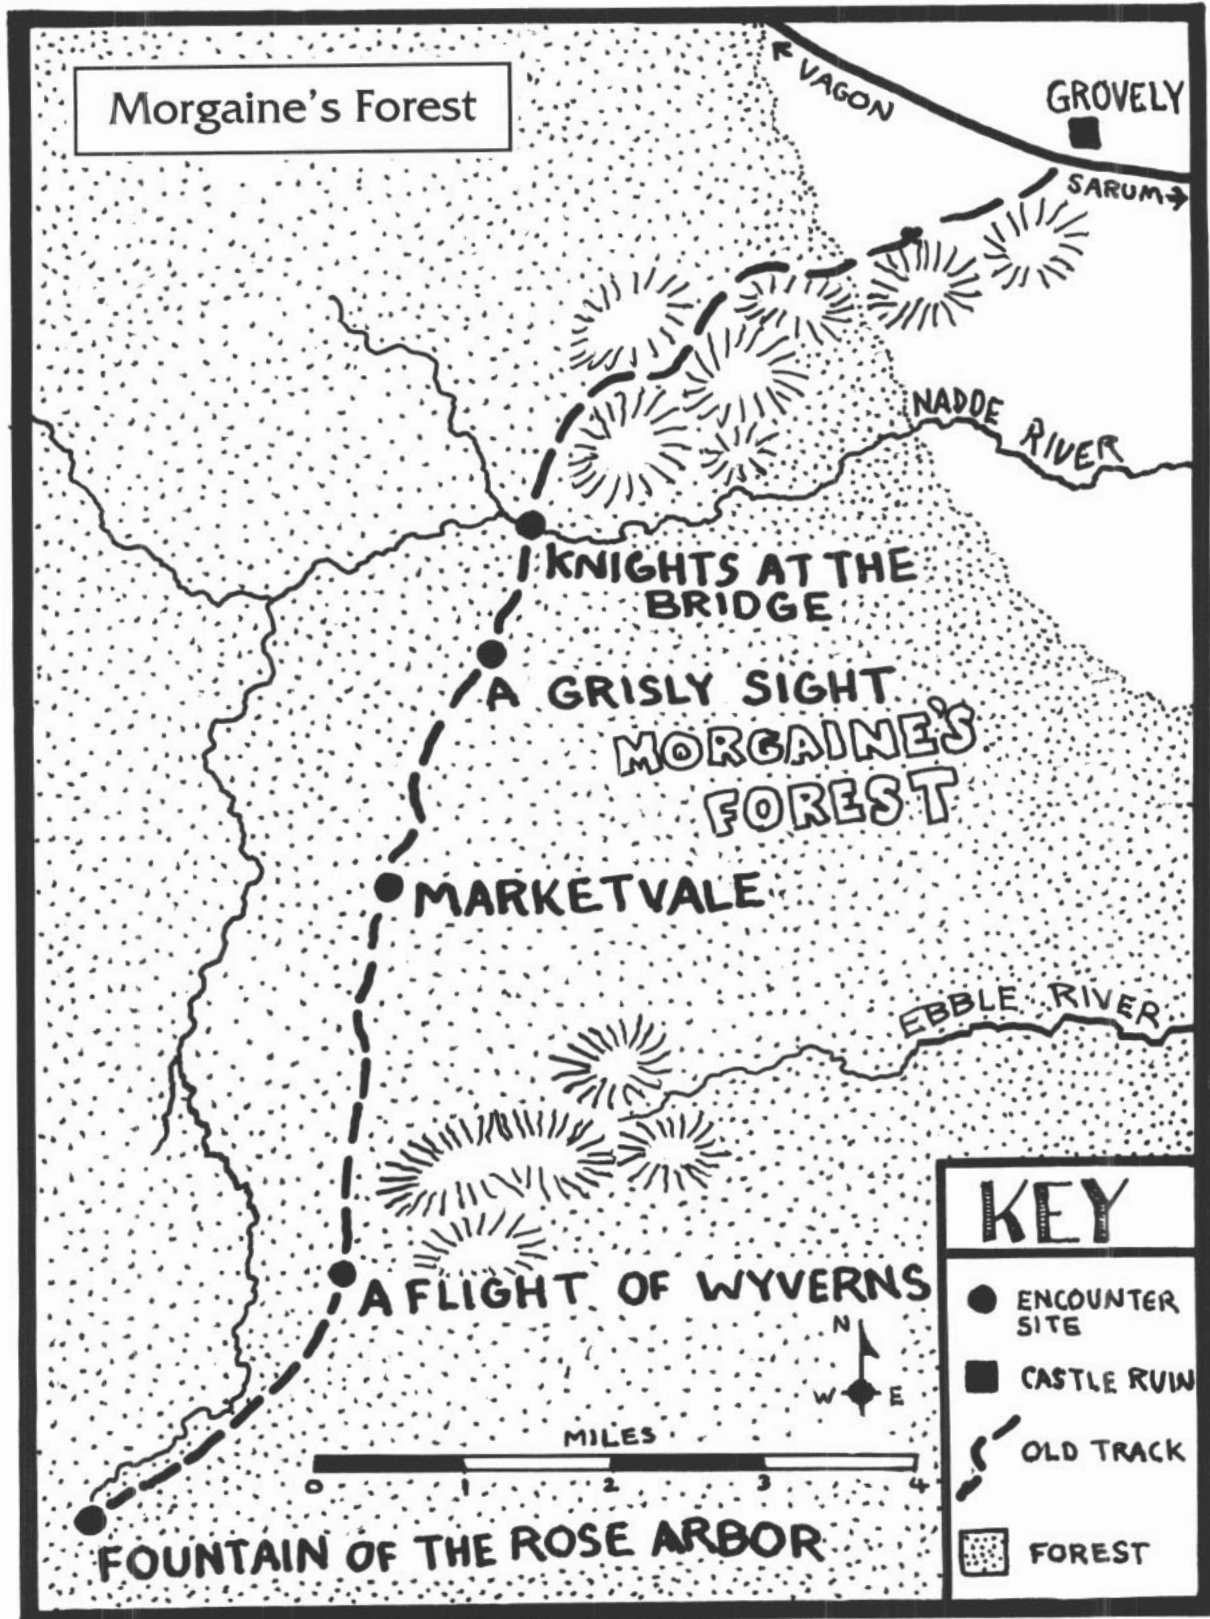 Morgaine's Forest
VAGON
GROVELY
SARUM
NADDE RIVER
KNIGHTS AT THE
BRIDGE
A GRISLY SIGHT
MORGAINE'S
FOREST
MARKETVALE
EBBLE RIVER
A FLIGHT OF WYVERNS
N
W E
MILES
0 1 2 3 4
FOUNTAIN OF THE ROSE ARBOR
KEY
ENCOUNTER
SITE
CASTLE RUIN
OLD TRACK
FOREST